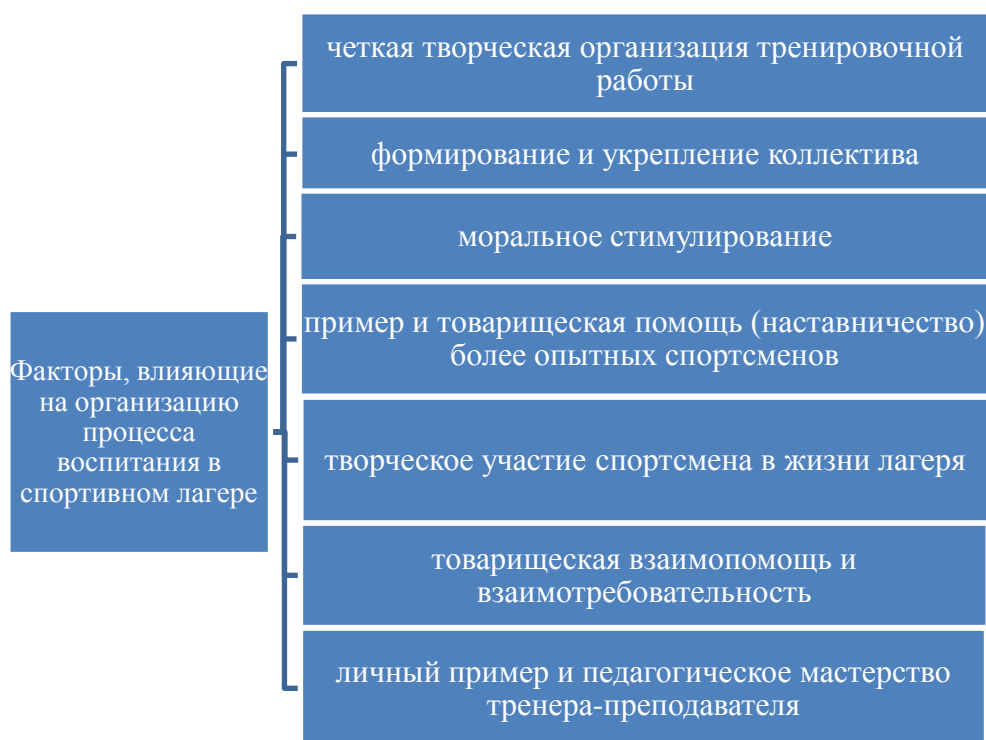 Факторы, влияющие
на организацию
процесса
воспитания в
спортивном лагере
четкая творческая организация тренировочной
работы
формирование и укрепление коллектива
моральное стимулирование
пример и товарищеская помощь (наставничество)
более опытных спортсменов
творческое участие спортсмена в жизни лагеря
товарищеская взаимопомощь и
взаимотребовательность
личный пример и педагогическое мастерство
тренера-преподавателя